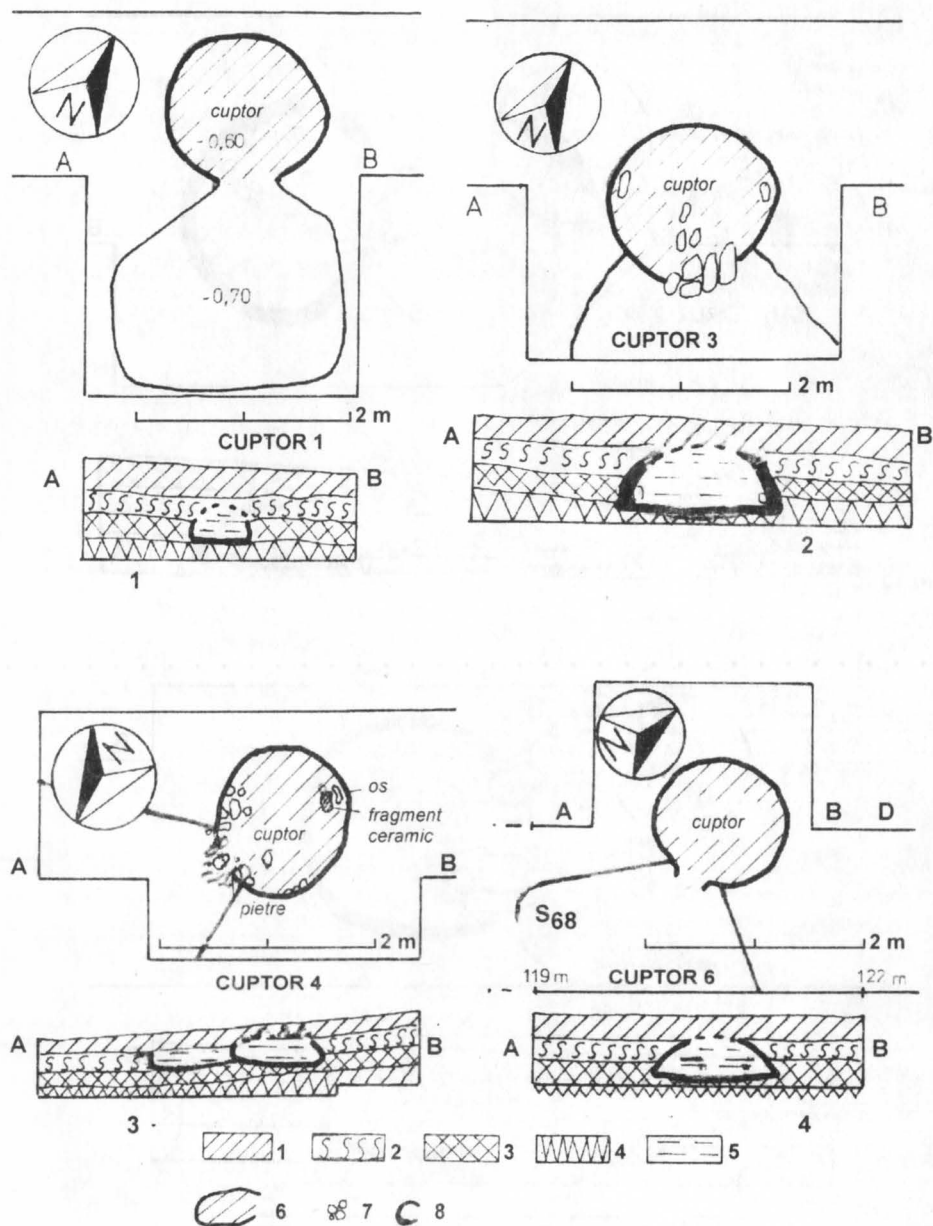 N
cuptor
-0,60
A B
-0,70
2 m
CUPTOR 1
A B
1
N
cuptor
A B
CUPTOR 3
2 m
A B
2
N
os
fragment
ceramic
cuptor
A B
pietre
2 m
CUPTOR 4
A B
3
N
A B D
cuptor
S68
2 m
119 m CUPTOR 6 122 m
A B
4
1 2 3 4 5
6 7 8